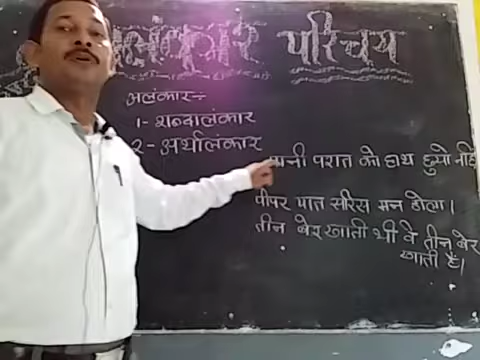 अलंकार परिचय
अलंकार :-
1- शब्दालंकार
2- अर्थालंकार
पानी परात को हाथ छुयो नहिं
पीपर पात सरिस मन डोला।
तीन बेर खाती थी वे तीन बेर
खाती हैं।